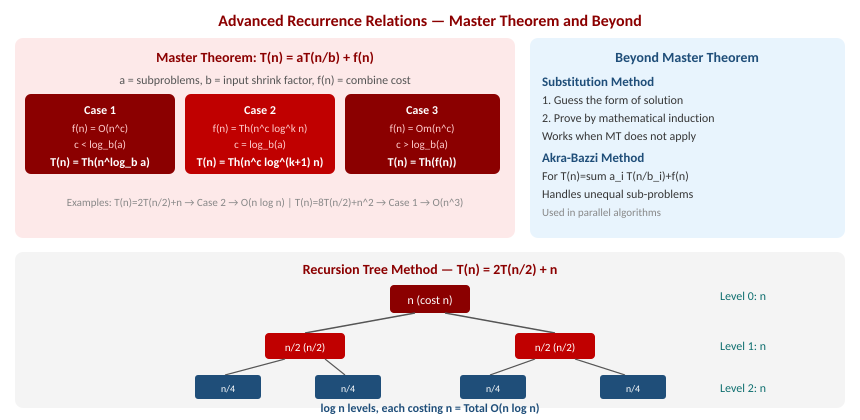 Advanced Recurrence Relations — Master Theorem and Beyond
Master Theorem: T(n) = aT(n/b) + f(n)
a = subproblems, b = input shrink factor, f(n) = combine cost
Case 1
f(n) = O(n^c)
c < log_b(a)
T(n) = Th(n^log_b a)
Case 2
f(n) = Th(n^c log^k n)
c = log_b(a)
T(n) = Th(n^c log^(k+1) n)
Case 3
f(n) = Om(n^c)
c > log_b(a)
T(n) = Th(f(n))
Examples: T(n)=2T(n/2)+n → Case 2 → O(n log n) | T(n)=8T(n/2)+n^2 → Case 1 → O(n^3)
Beyond Master Theorem
Substitution Method
1. Guess the form of solution
2. Prove by mathematical induction
Works when MT does not apply
Akra-Bazzi Method
For T(n)=sum a_i T(n/b_i)+f(n)
Handles unequal sub-problems
Used in parallel algorithms
Recursion Tree Method — T(n) = 2T(n/2) + n
n (cost n)
Level 0: n
n/2 (n/2)
n/2 (n/2)
Level 1: n
n/4
n/4
n/4
n/4
Level 2: n
log n levels, each costing n = Total O(n log n)